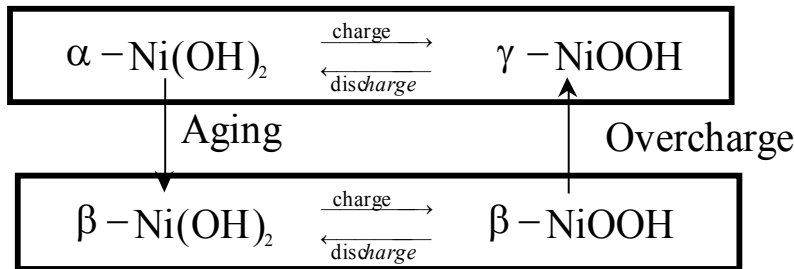 α – Ni(OH)₂ charge γ – NiOOH
discharge
Aging Overcharge
β – Ni(OH)₂ charge β – NiOOH
discharge